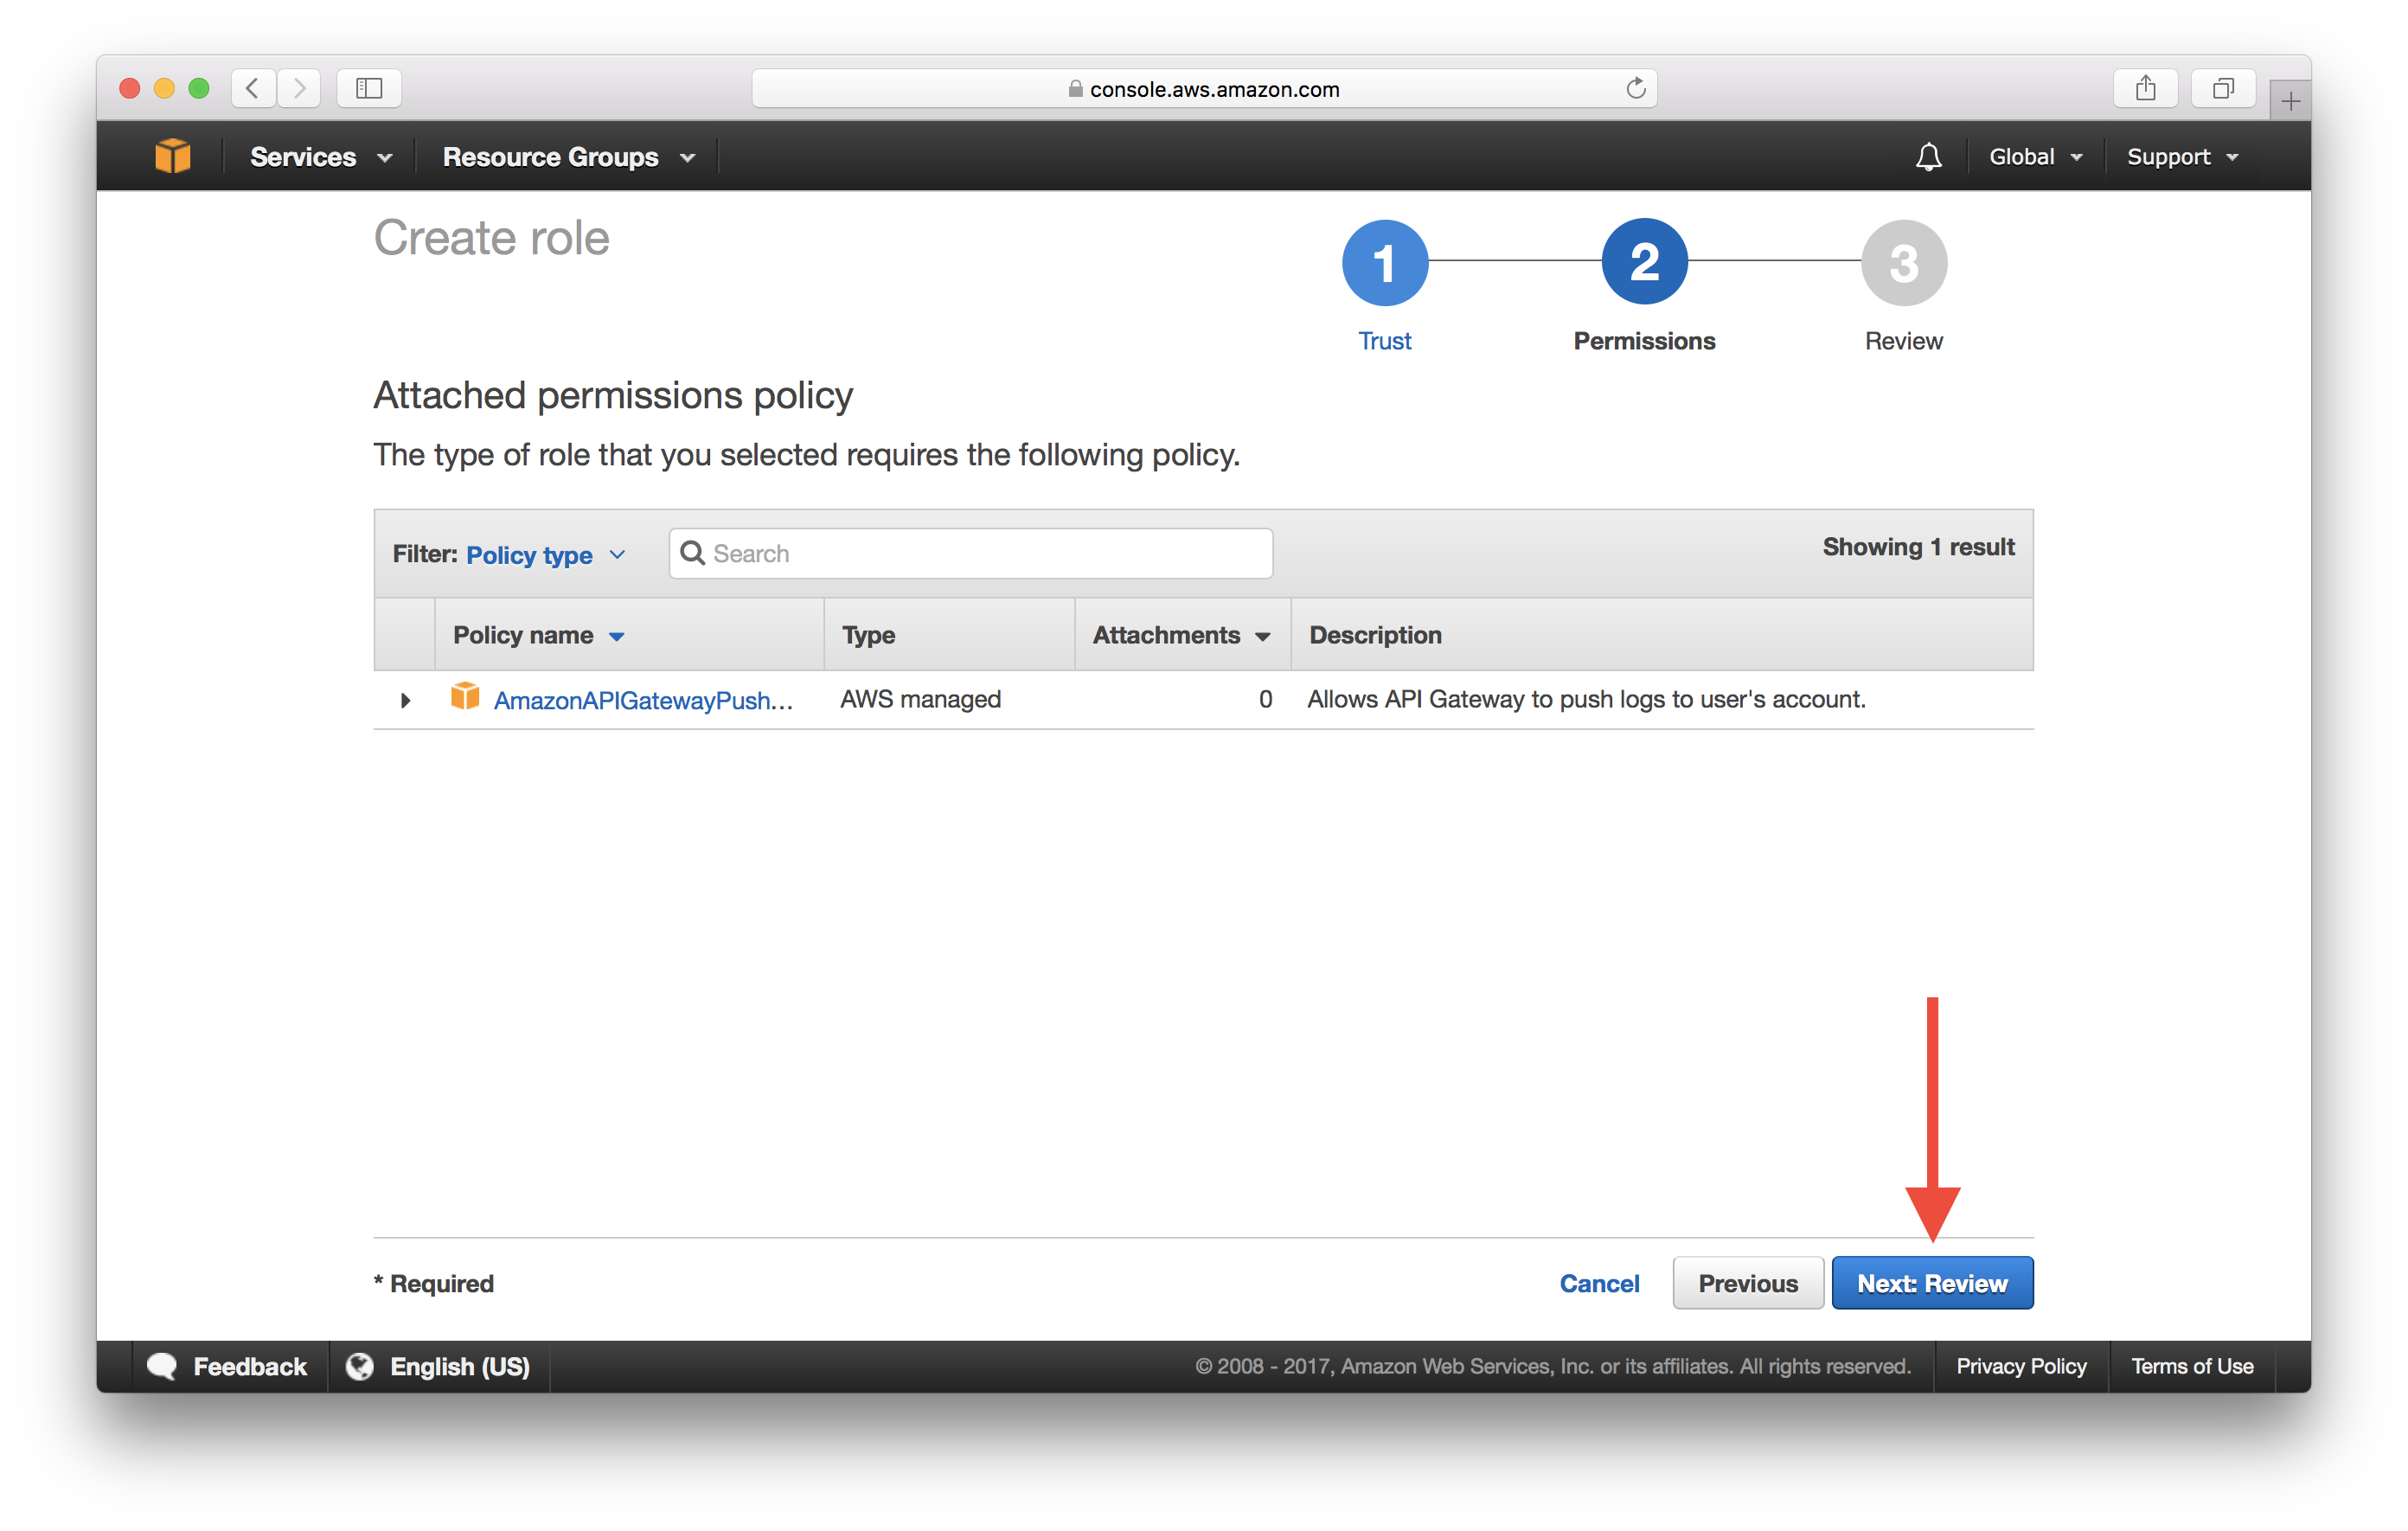 console.aws.amazon.com
Services Resource Groups Global Support
Create role
1 2 3
Trust Permissions Review
Attached permissions policy
The type of role that you selected requires the following policy.
Filter: Policy type Search Showing 1 result
Policy name Type Attachments Description
AmazonAPIGatewayPush... AWS managed 0 Allows API Gateway to push logs to user's account.
* Required Cancel Previous Next: Review
Feedback English (US) © 2008 - 2017, Amazon Web Services, Inc. or its affiliates. All rights reserved. Privacy Policy Terms of Use